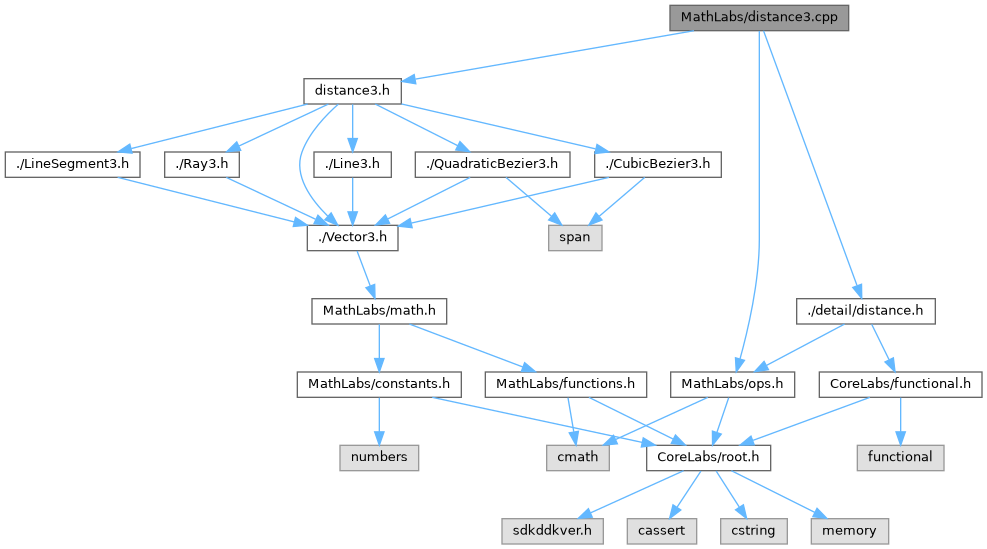 MathLabs/distance3.cpp
distance3.h
./LineSegment3.h
./Ray3.h
./Line3.h
./QuadraticBezier3.h
./CubicBezier3.h
./Vector3.h
span
MathLabs/math.h
./detail/distance.h
MathLabs/constants.h
MathLabs/functions.h
MathLabs/ops.h
CoreLabs/functional.h
numbers
cmath
CoreLabs/root.h
functional
sdkddkver.h
cassert
cstring
memory